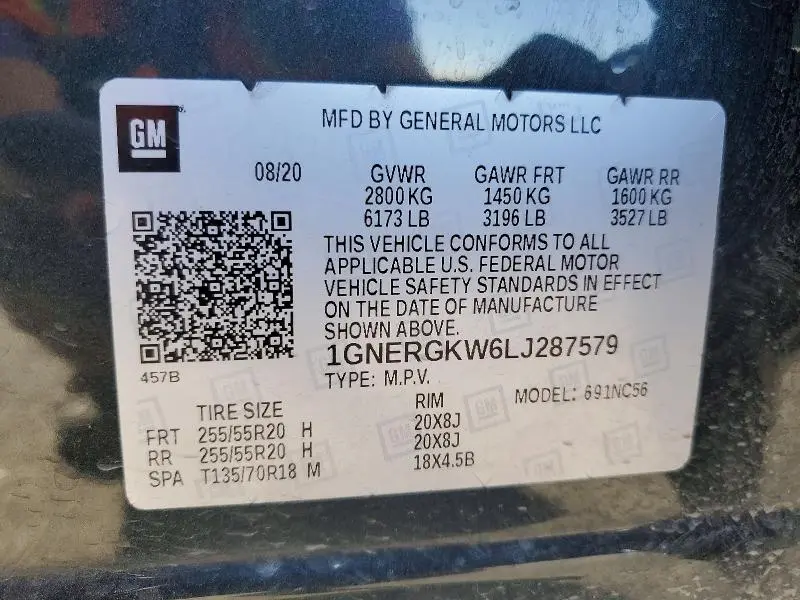 GM
MFD BY GENERAL MOTORS LLC
08/20 GVWR GAWR FRT GAWR RR
2800 KG 1450 KG 1600 KG
6173 LB 3196 LB 3527 LB
THIS VEHICLE CONFORMS TO ALL
APPLICABLE U.S. FEDERAL MOTOR
VEHICLE SAFETY STANDARDS IN EFFECT
ON THE DATE OF MANUFACTURE
SHOWN ABOVE.
1GNERGKW6LJ287579
457B
TYPE: M.P.V. MODEL: 691NC56
TIRE SIZE RIM
FRT 255/55R20 H 20X8J
RR 255/55R20 H 20X8J
SPA T135/70R18 M 18X4.5B